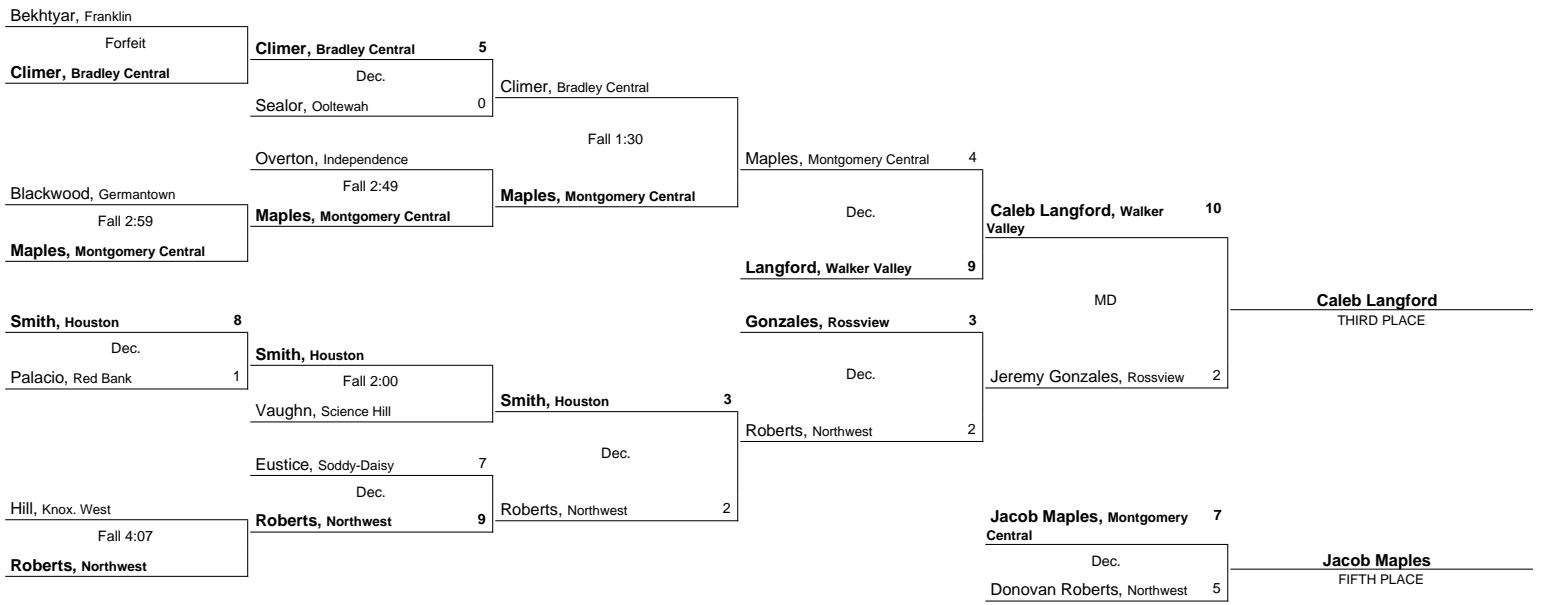 Bekhtyar, Franklin
Forfeit
Climer, Bradley Central
Blackwood, Germantown
Fall 2:59
Maples, Montgomery Central
Smith, Houston 8
Dec.
Palacio, Red Bank 1
Hill, Knox. West
Fall 4:07
Roberts, Northwest
Climer, Bradley Central 5
Dec.
Sealor, Ooltewah 0
Overton, Independence
Fall 2:49
Maples, Montgomery Central
Smith, Houston
Fall 2:00
Vaughn, Science Hill
Eustice, Soddy-Daisy 7
Dec.
Roberts, Northwest 9
Climer, Bradley Central
Fall 1:30
Maples, Montgomery Central
Smith, Houston 3
Dec.
Roberts, Northwest 2
Maples, Montgomery Central 4
Dec.
Langford, Walker Valley 9
Gonzales, Rossview 3
Dec.
Roberts, Northwest 2
Caleb Langford, Walker 10
Valley
MD
Jeremy Gonzales, Rossview 2
Jacob Maples, Montgomery 7
Central
Dec.
Donovan Roberts, Northwest 5
Caleb Langford
THIRD PLACE
Jacob Maples
FIFTH PLACE